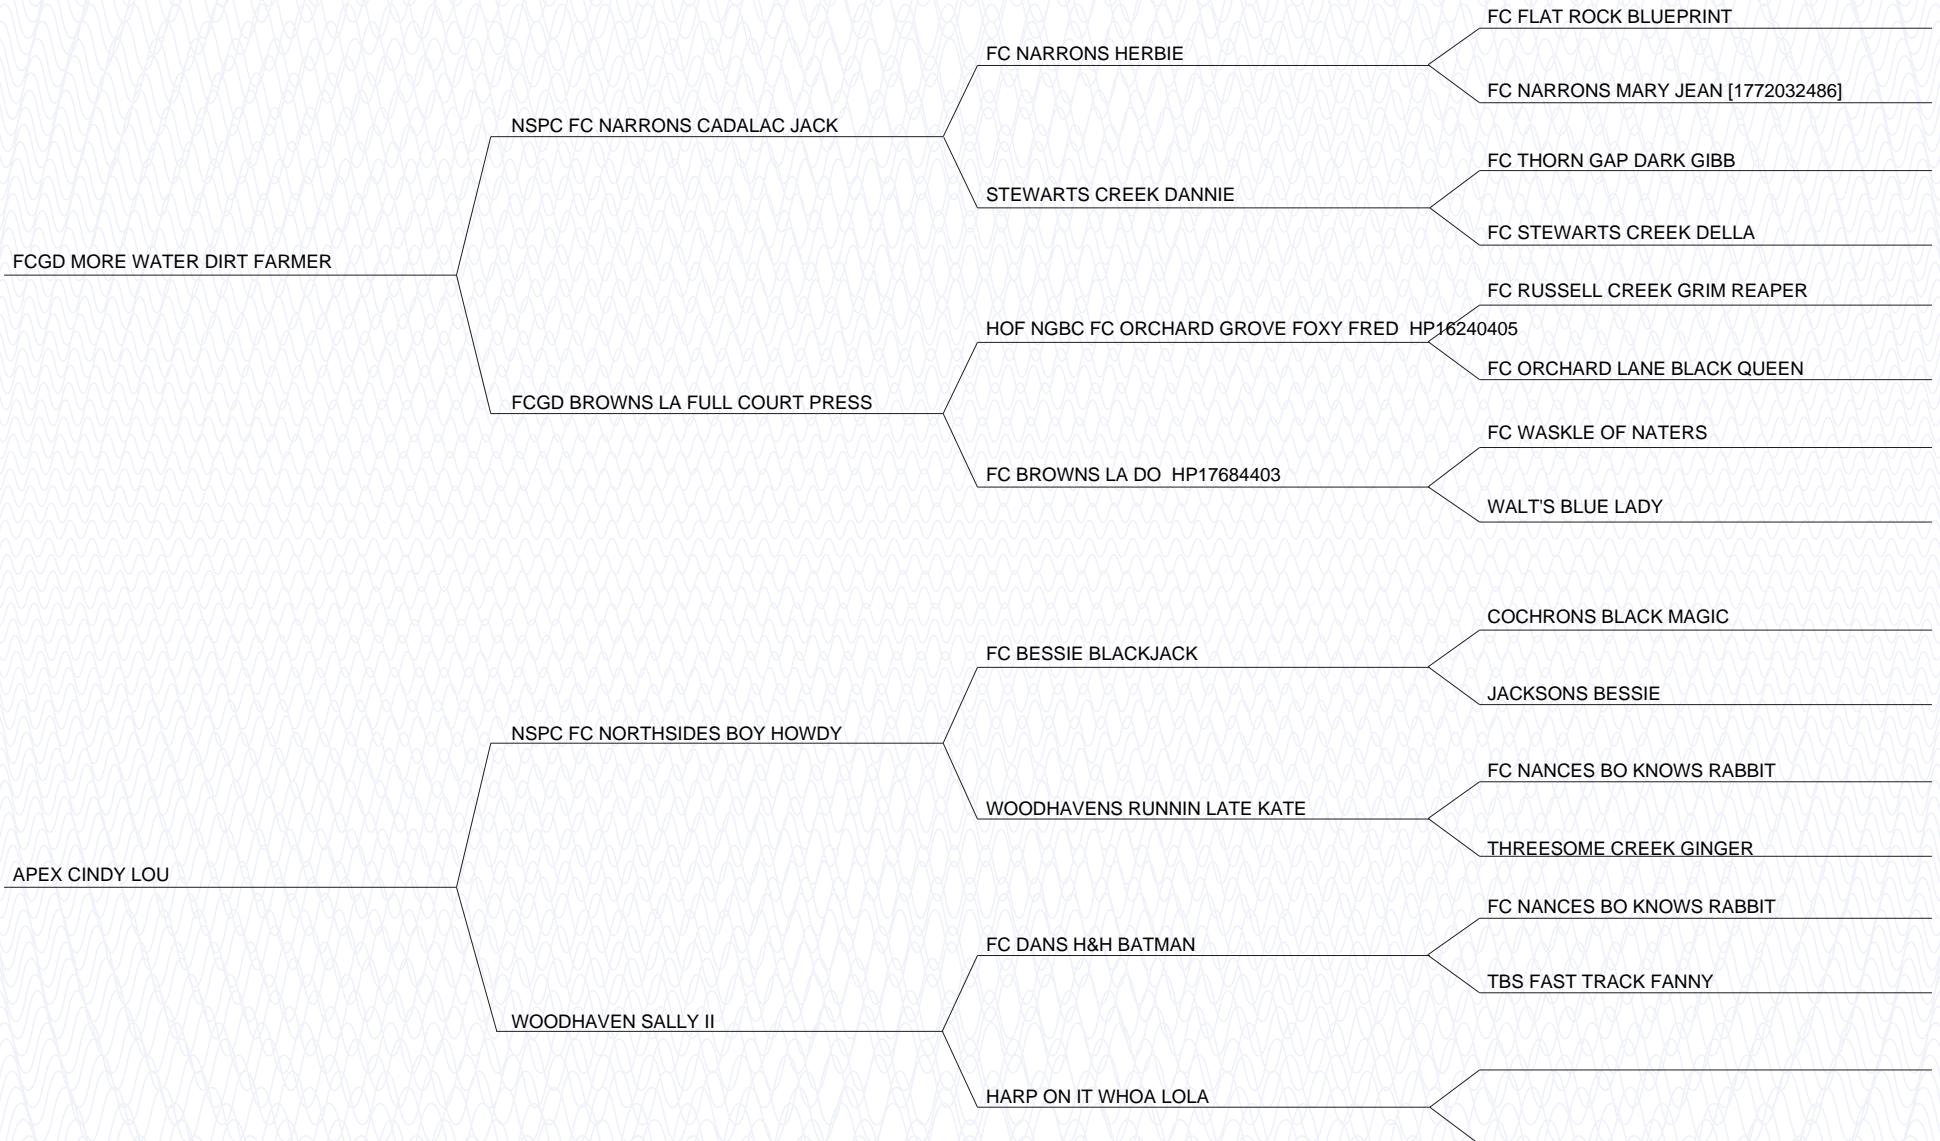 FC FLAT ROCK BLUEPRINT
FC NARRONS HERBIE
FC NARRONS MARY JEAN [1772032486]
NSPC FC NARRONS CADALAC JACK
FC THORN GAP DARK GIBB
STEWARTS CREEK DANNIE
FC STEWARTS CREEK DELLA
FCGD MORE WATER DIRT FARMER
FC RUSSELL CREEK GRIM REAPER
HOF NGBC FC ORCHARD GROVE FOXY FRED  HP16240405
FC ORCHARD LANE BLACK QUEEN
FCGD BROWNS LA FULL COURT PRESS
FC WASKLE OF NATERS
FC BROWNS LA DO  HP17684403
WALT'S BLUE LADY
COCHRONS BLACK MAGIC
FC BESSIE BLACKJACK
JACKSONS BESSIE
NSPC FC NORTHSIDES BOY HOWDY
FC NANCES BO KNOWS RABBIT
WOODHAVENS RUNNIN LATE KATE
THREESOME CREEK GINGER
APEX CINDY LOU
FC NANCES BO KNOWS RABBIT
FC DANS H&H BATMAN
TBS FAST TRACK FANNY
WOODHAVEN SALLY II
HARP ON IT WHOA LOLA